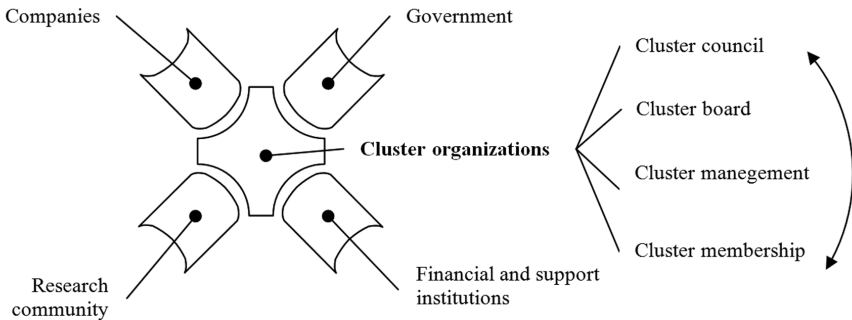 Companies
Government
Cluster council
Cluster board
Cluster organizations
Cluster manegement
Cluster membership
Research
community
Financial and support
institutions